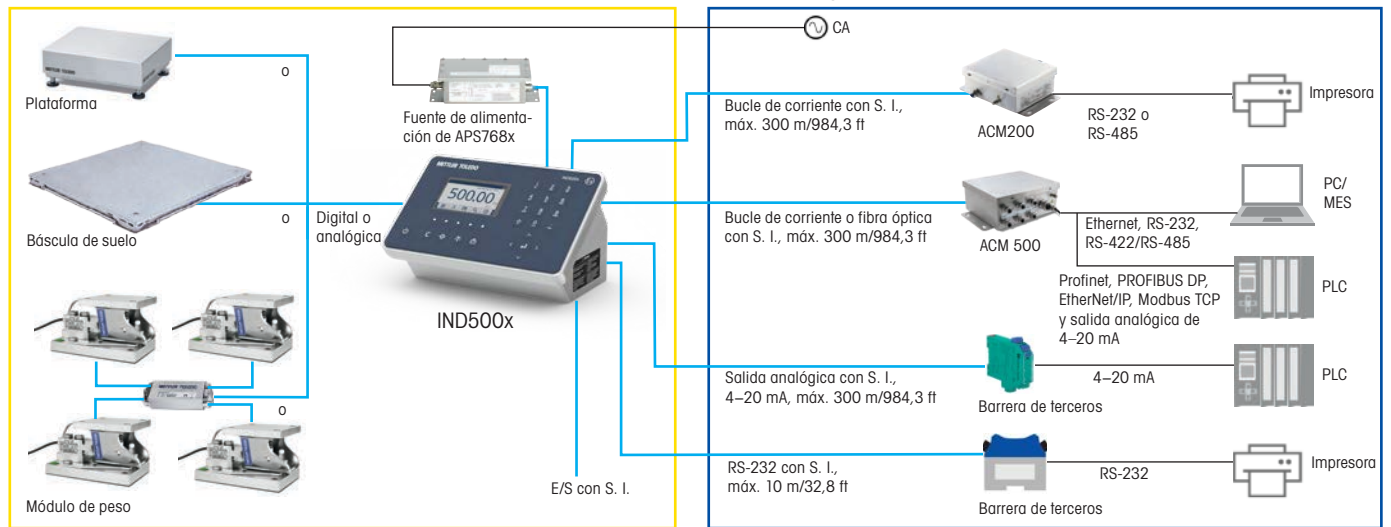 CA
Plataforma
o
Fuente de alimenta-
ción de APS768x
Báscula de suelo
o
Digital o
analógica
METTLER TOLEDO
IND500x
500.00
IND500x
METTLER TOLEDO
o
Módulo de peso
E/S con S. I.
Bucle de corriente con S. I.,
máx. 300 m/984,3 ft
ACM200
RS-232 o
RS-485
Impresora
Bucle de corriente o fibra óptica
con S. I., máx. 300 m/984,3 ft
ACM 500
Ethernet, RS-232,
RS-422/RS-485
PC/
MES
Profinet, PROFIBUS DP,
EtherNet/IP, Modbus TCP
y salida analógica de
4–20 mA
PLC
Salida analógica con S. I.,
4–20 mA, máx. 300 m/984,3 ft
Barrera de terceros
4–20 mA
PLC
RS-232 con S. I.,
máx. 10 m/32,8 ft
Barrera de terceros
RS-232
Impresora